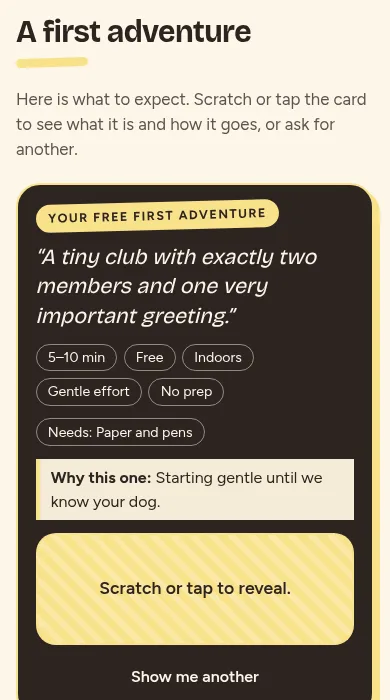 A first adventure
Here is what to expect. Scratch or tap the card
to see what it is and how it goes, or ask for
another.
YOUR FREE FIRST ADVENTURE
“A tiny club with exactly two
members and one very
important greeting.”
5–10 min Free Indoors
Gentle effort No prep
Needs: Paper and pens
Why this one: Starting gentle until we
know your dog.
Scratch or tap to reveal.
Show me another